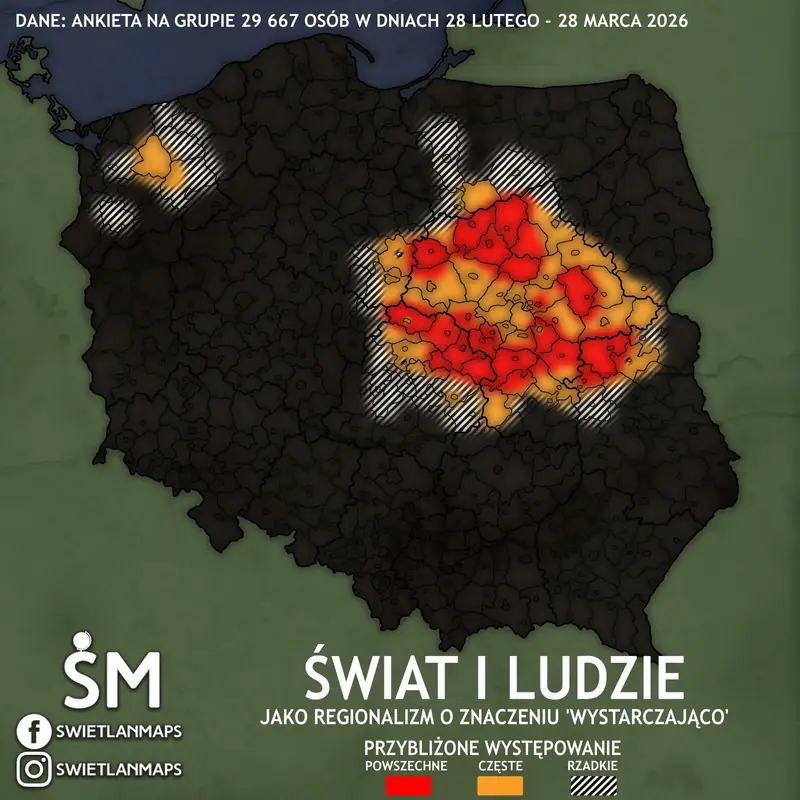 DANE: ANKIETA NA GRUPIE 29 667 OSÓB W DNIACH 28 LUTEGO - 28 MARCA 2026
ŚWIAT I LUDZIE
JAKO REGIONALIZM O ZNACZENIU 'WYSTARCZAJĄCO'
PRZYBLIŻONE WYSTĘPOWANIE
POWSZECHNE CZĘSTE RZADKIE
ŚM
SWIETLANMAPS
SWIETLANMAPS